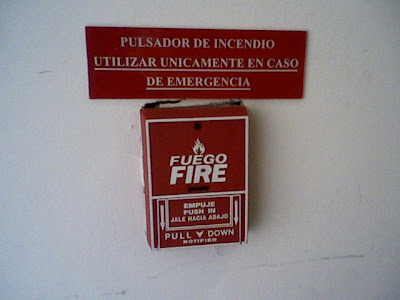 PULSADOR DE INCENDIO
UTILIZAR UNICAMENTE EN CASO
DE EMERGENCIA
FUEGO
FIRE
EMPUJE
PUSH IN
JALE HACIA ABAJO
PULL DOWN
NOTIFIER